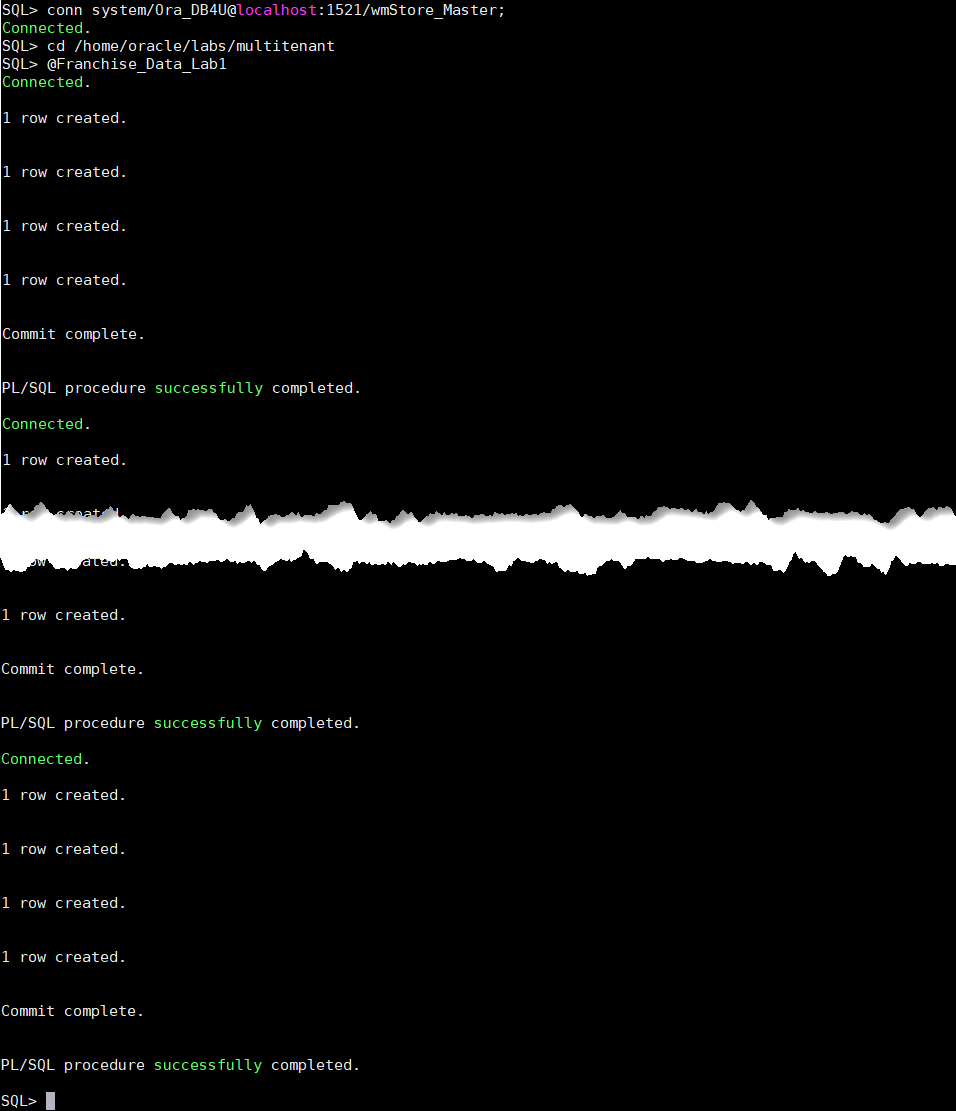 SQL> conn system/Ora_DB4U@localhost:1521/wmStore_Master;
Connected.
SQL> cd /home/oracle/labs/multitenant
SQL> @Franchise_Data_Lab1
Connected.
1 row created.
1 row created.
1 row created.
1 row created.
Commit complete.
PL/SQL procedure successfully completed.
Connected.
1 row created.
created.
1 row created.
Commit complete.
PL/SQL procedure successfully completed.
Connected.
1 row created.
1 row created.
1 row created.
1 row created.
Commit complete.
PL/SQL procedure successfully completed.
SQL>